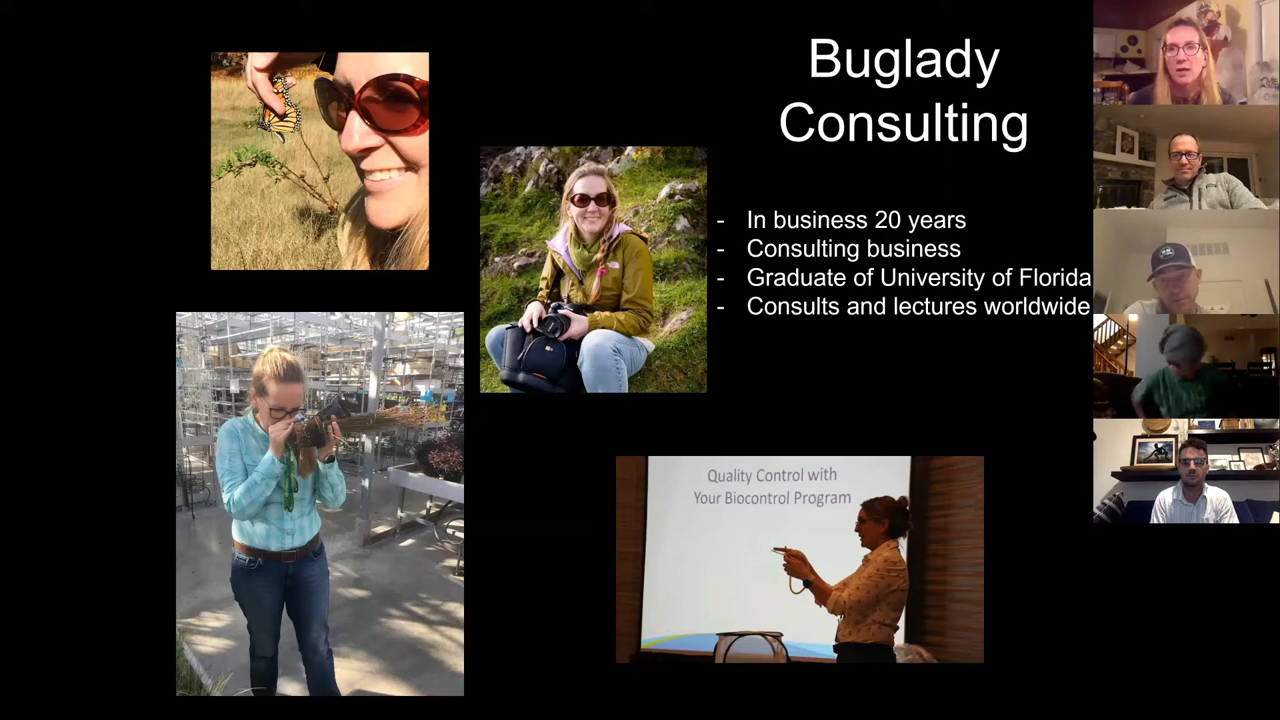 Buglady
Consulting
- In business 20 years
- Consulting business
- Graduate of University of Florida
- Consults and lectures worldwide
Quality Control with
Your Biocontrol Program